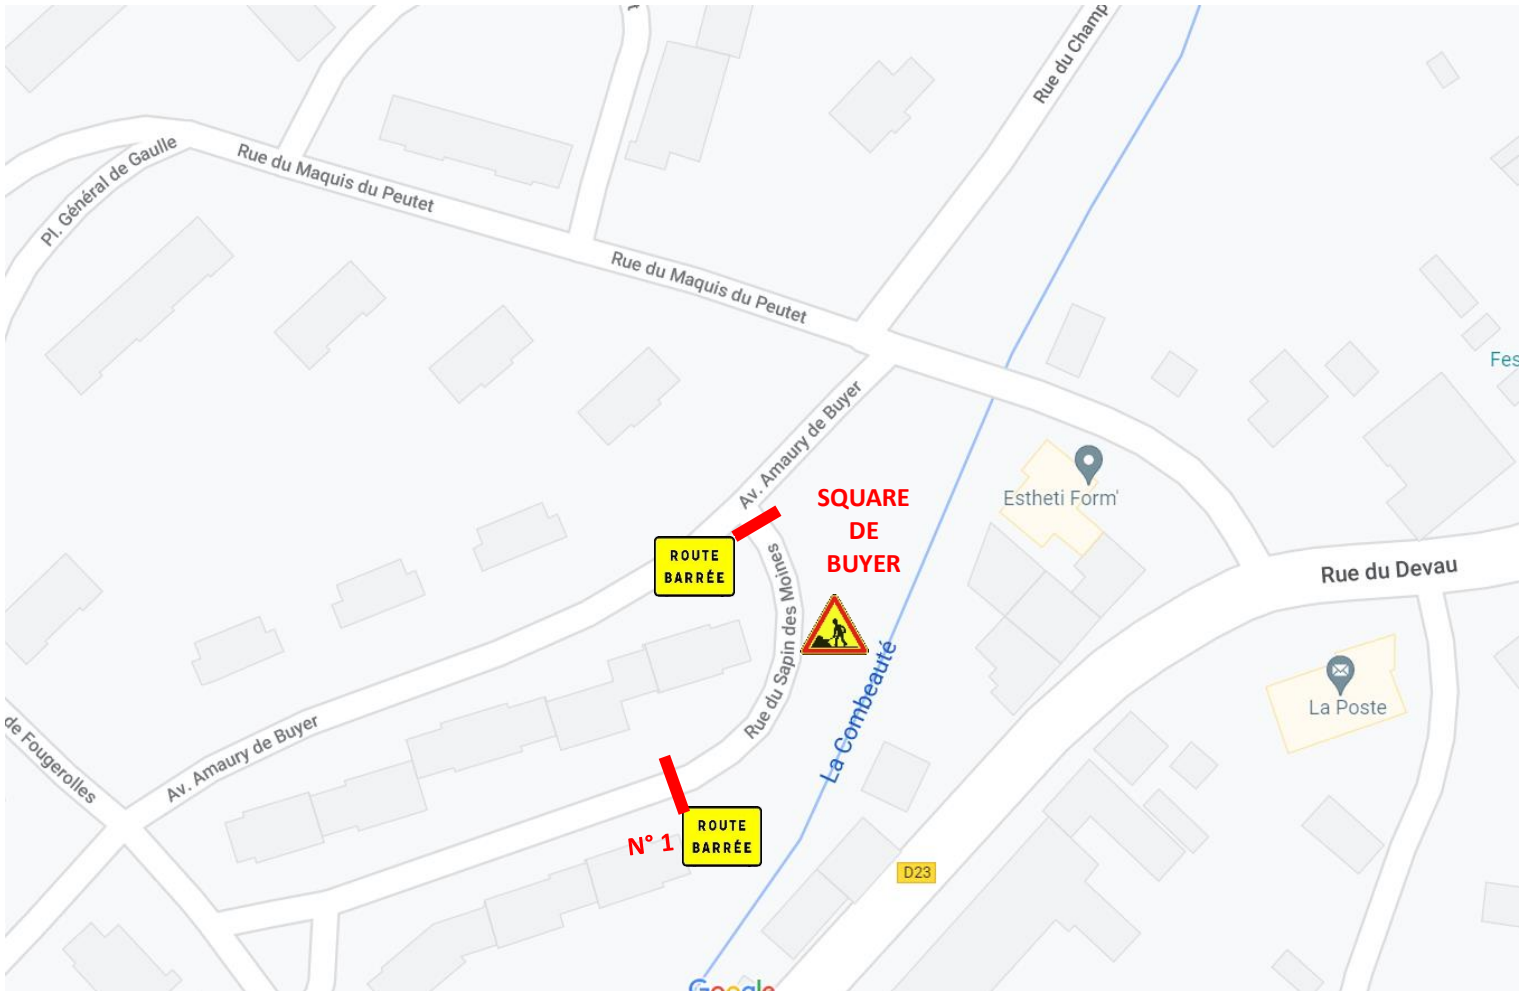 Rue du Champ
Pl. Général de Gaulle
Rue du Maquis du Peutet
Rue du Maquis du Peutet
Fes
Av. Amaury de Buyer
Estheti Form'
SQUARE
DE
BUYER
ROUTE
BARRÉE
Rue du Sapin des Moines
Rue du Devau
La Combeauté
La Poste
de Fougerolles
Av. Amaury de Buyer
N° 1
ROUTE
BARRÉE
D23
Google